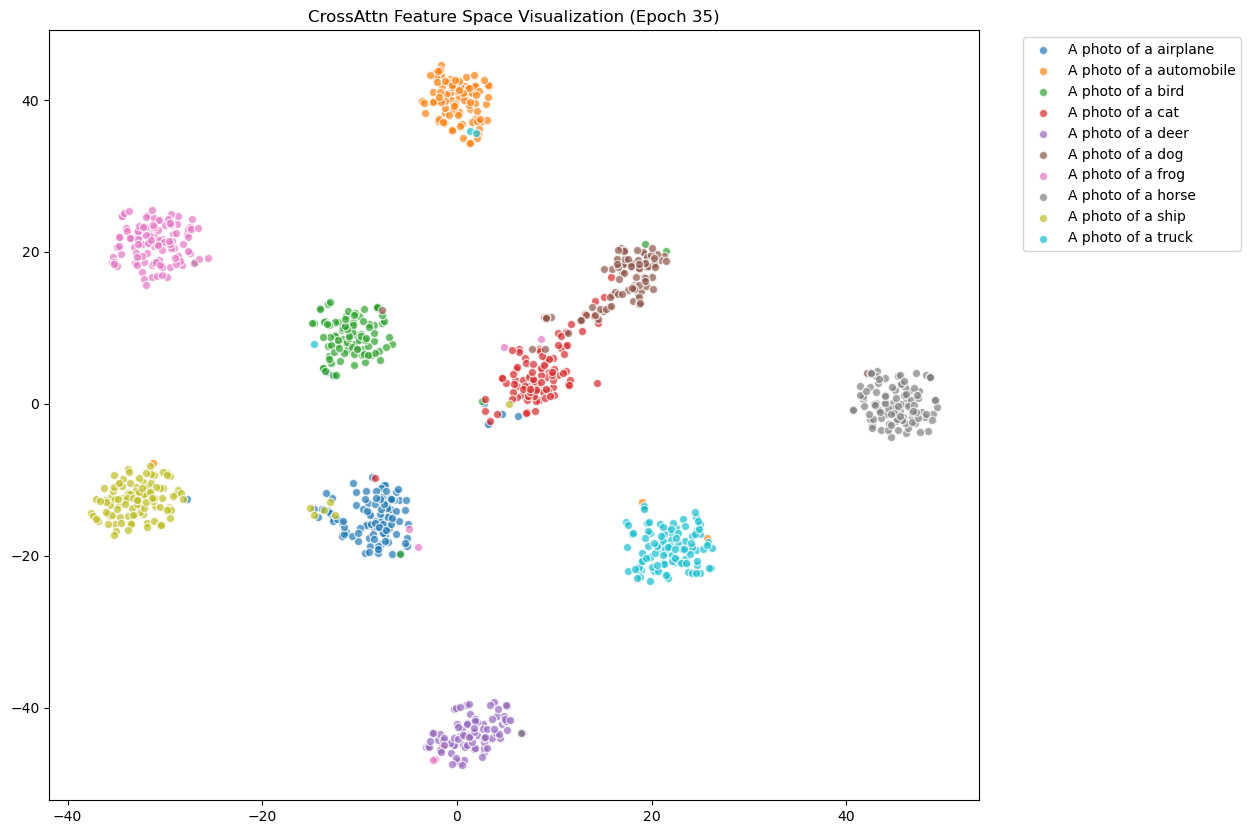 CrossAttn Feature Space Visualization (Epoch 35)
A photo of a airplane
A photo of a automobile
A photo of a bird
A photo of a cat
A photo of a deer
A photo of a dog
A photo of a frog
A photo of a horse
A photo of a ship
A photo of a truck
40
20
0
−20
−40
−40
−20
0
20
40